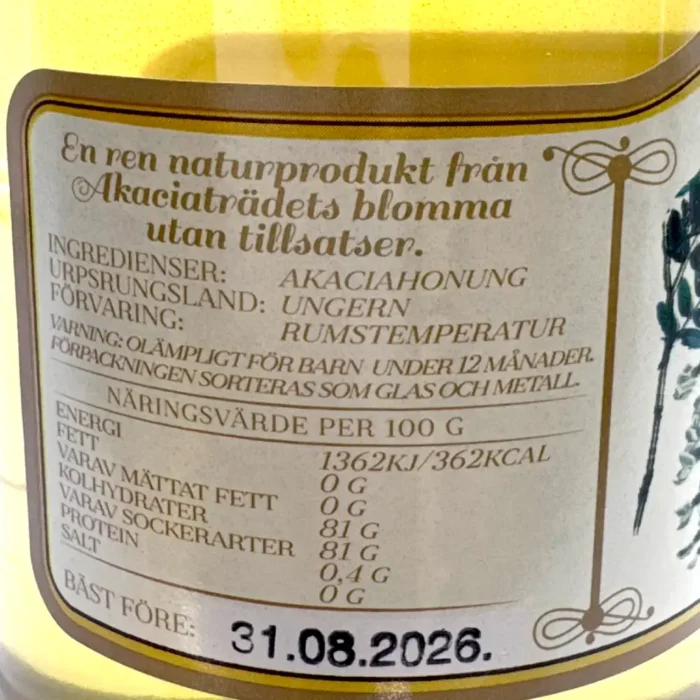 En ren naturprodukt från
Akaciaträdets blomma
utan tillsatser.
INGREDIENSER: AKACIAHONUNG
URPSRUNGSLAND: UNGERN
FÖRVARING: RUMSTEMPERATUR
VARNING: OLÄMPLIGT FÖR BARN UNDER 12 MÅNADER.
FÖRPACKNINGEN SORTERAS SOM GLAS OCH METALL.
NÄRINGSVÄRDE PER 100 G
ENERGI 1362KJ/362KCAL
FETT 0 G
VARAV MÄTTAT FETT 0 G
KOLHYDRATER 81 G
VARAV SOCKERARTER 81 G
PROTEIN 0,4 G
SALT 0 G
BÄST FÖRE: 31.08.2026.